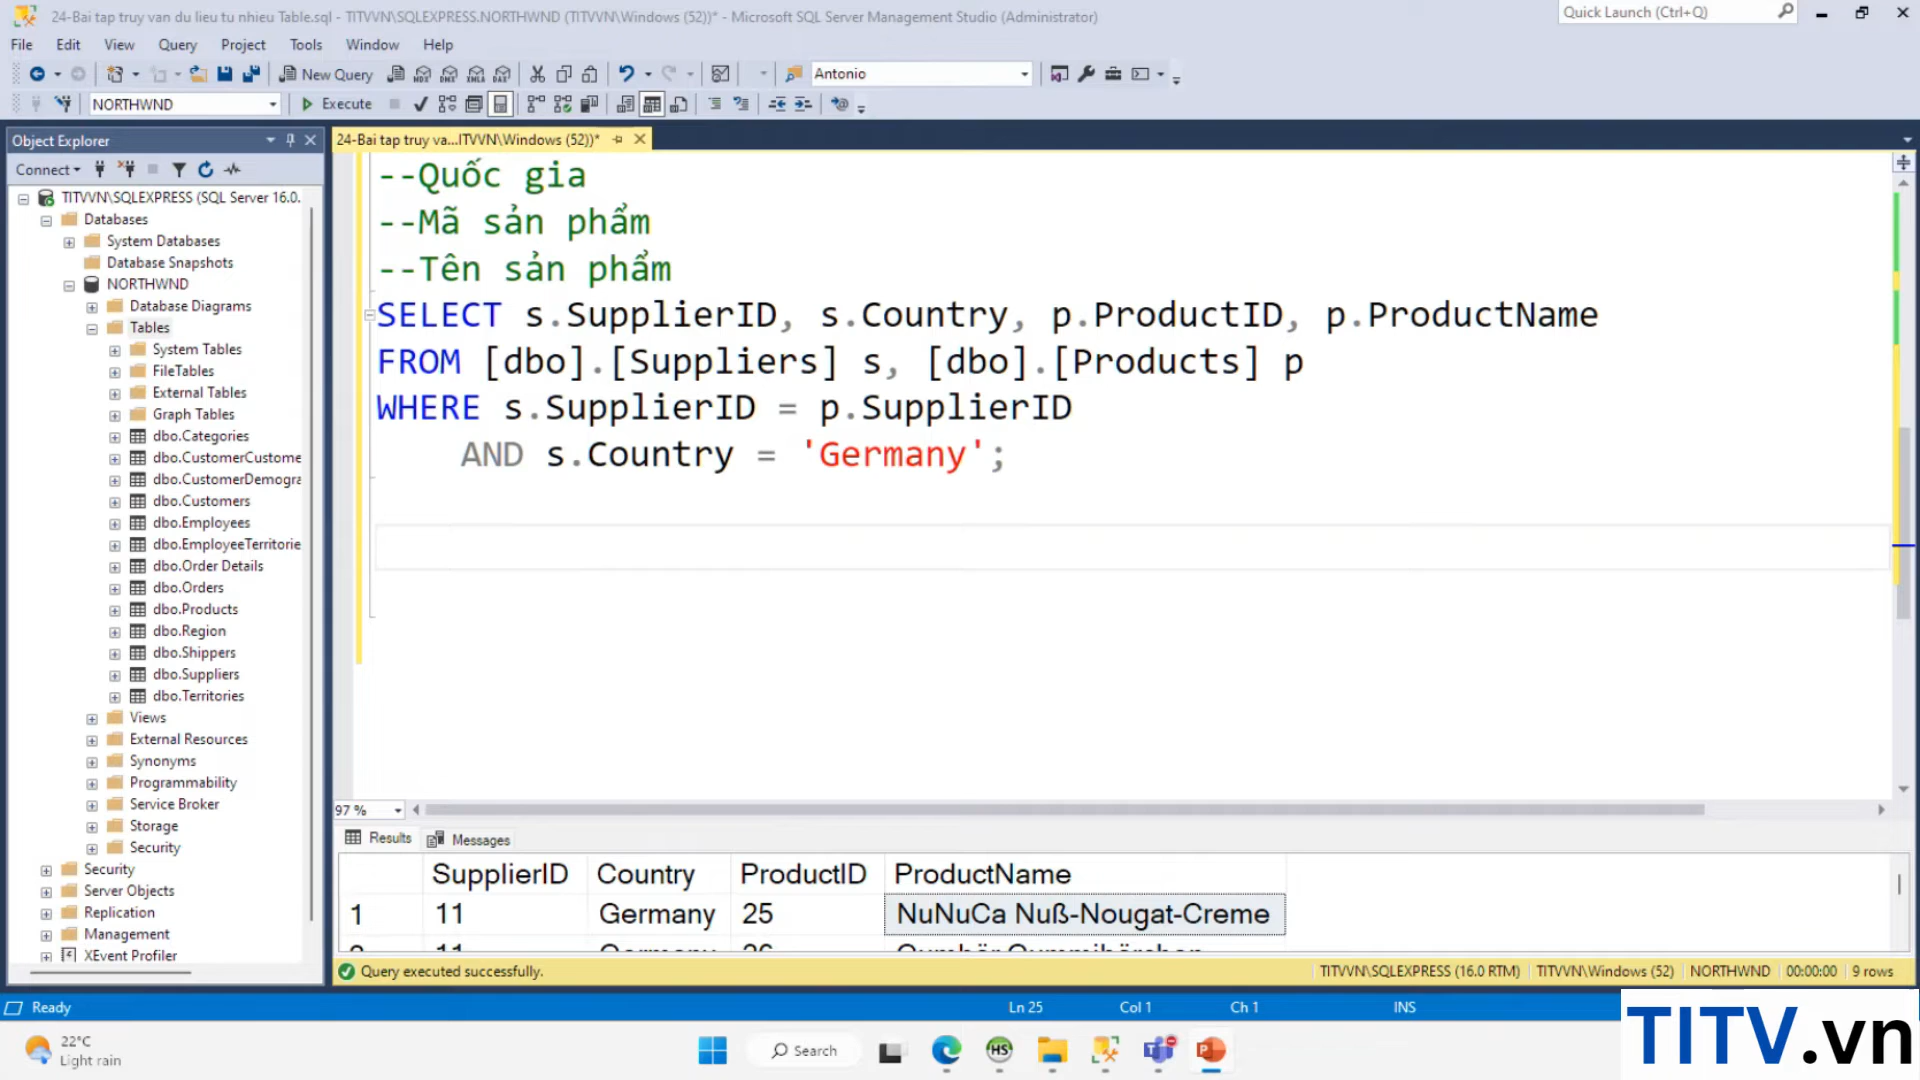 24-Bai tap truy van du lieu tu nhieu Table.sql - TITVVN\SQLEXPRESS.NORTHWND (TITVVN\Windows (52))* - Microsoft SQL Server Management Studio (Administrator)
Quick Launch (Ctrl+Q)
File Edit View Query Project Tools Window Help
New Query
Antonio
NORTHWND
Execute
Object Explorer
24-Bai tap truy va...ITVVN\Windows (52))*
Connect
TITVVN\SQLEXPRESS (SQL Server 16.0.
Databases
System Databases
Database Snapshots
NORTHWND
Database Diagrams
Tables
System Tables
FileTables
External Tables
Graph Tables
dbo.Categories
dbo.CustomerCustome
dbo.CustomerDemogra
dbo.Customers
dbo.Employees
dbo.EmployeeTerritorie
dbo.Order Details
dbo.Orders
dbo.Products
dbo.Region
dbo.Shippers
dbo.Suppliers
dbo.Territories
Views
External Resources
Synonyms
Programmability
Service Broker
Storage
Security
Security
Server Objects
Replication
Management
XEvent Profiler
--Quốc gia
--Mã sản phẩm
--Tên sản phẩm
SELECT s.SupplierID, s.Country, p.ProductID, p.ProductName
FROM [dbo].[Suppliers] s, [dbo].[Products] p
WHERE s.SupplierID = p.SupplierID
AND s.Country = 'Germany';
97 %
Results Messages
SupplierID Country ProductID ProductName
1 11 Germany 25 NuNuCa Nuß-Nougat-Creme
Query executed successfully.
TITVVN\SQLEXPRESS (16.0 RTM) TITVVN\Windows (52) NORTHWND 00:00:00 9 rows
Ready
Ln 25 Col 1 Ch 1 INS
22°C
Light rain
Search
TITV.vn